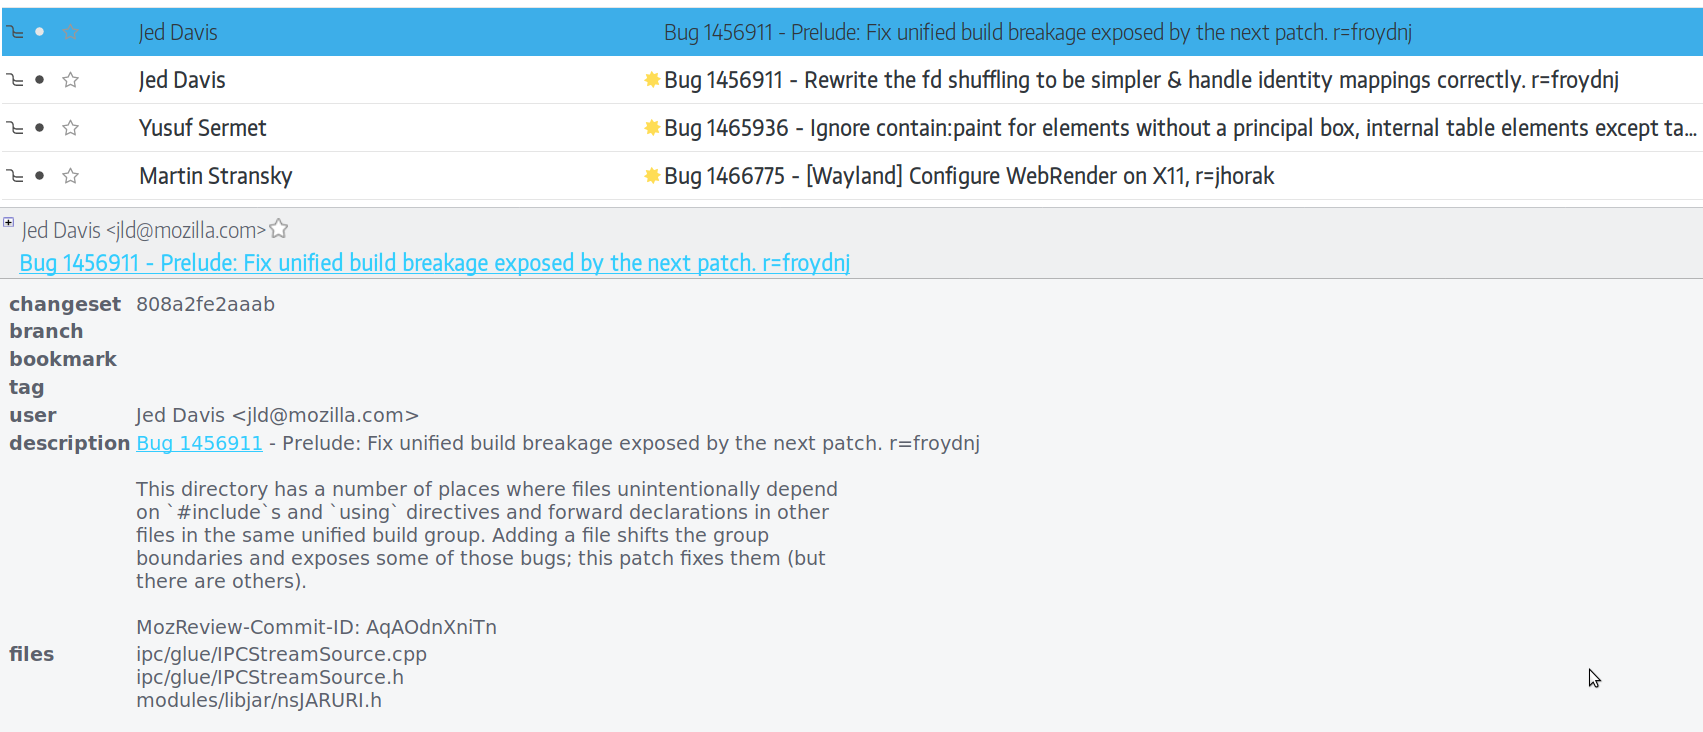 Jed Davis Bug 1456911 - Prelude: Fix unified build breakage exposed by the next patch. r=froydnj
Jed Davis Bug 1456911 - Rewrite the fd shuffling to be simpler & handle identity mappings correctly. r=froydnj
Yusuf Sermet Bug 1465936 - Ignore contain:paint for elements without a principal box, internal table elements except ta...
Martin Stransky Bug 1466775 - [Wayland] Configure WebRender on X11, r=jhorak
Jed Davis <jld@mozilla.com>
Bug 1456911 - Prelude: Fix unified build breakage exposed by the next patch. r=froydnj
changeset 808a2fe2aaab
branch
bookmark
tag
user Jed Davis <jld@mozilla.com>
description Bug 1456911 - Prelude: Fix unified build breakage exposed by the next patch. r=froydnj
This directory has a number of places where files unintentionally depend
on `#include`s and `using` directives and forward declarations in other
files in the same unified build group. Adding a file shifts the group
boundaries and exposes some of those bugs; this patch fixes them (but
there are others).
MozReview-Commit-ID: AqAOdnXniTn
files ipc/glue/IPCStreamSource.cpp
ipc/glue/IPCStreamSource.h
modules/libjar/nsJARURI.h